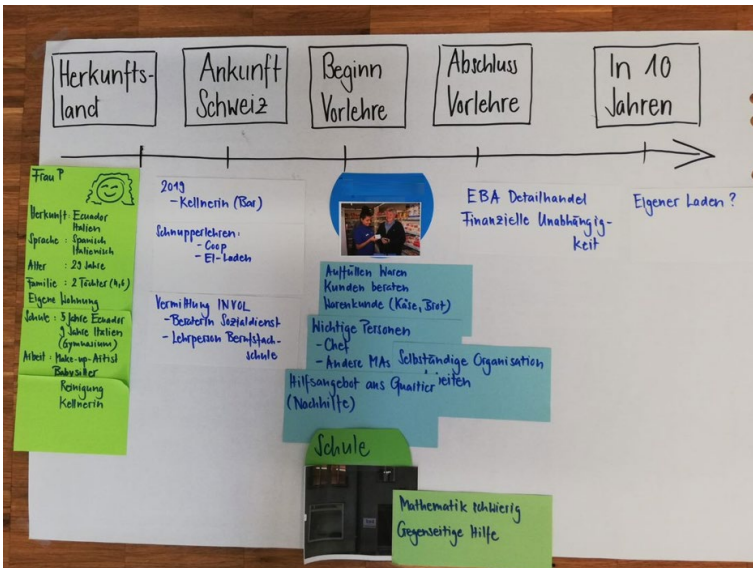 Herkunfts-
land
Ankunft
Schweiz
Beginn
Vorlehre
Abschluss
Vorlehre
In 10
Jahren
Frau P
Herkunft: Ecuador
Italien
Sprache: Spanisch
Italienisch
Alter: 29 Jahre
Familie: 2 Töchter (4,6)
Eigene Wohnung
Schule: 3 Jahre Ecuador
9 Jahre Italien
(Gymnasium)
Arbeit: Make-up-Artist
Babysitter
Reinigung
Kellnerin
2019
- Kellnerin (Bar)
Schnupperlehren:
- Coop
- El-Laden
Vermittlung INVOL
- Beraterin Sozialdienst
- Lehrperson Berufsfach-
schule
Auffüllen Waren
Kunden beraten
Warenkunde (Käse, Brot)
Wichtige Personen
- Chef
- Andere MAs
Selbständige Organisation
eiten
Hilfsangebot aus Quartier
(Nachhilfe)
Schule
Mathematik schwierig
Gegenseitige Hilfe
EBA Detailhandel
Finanzielle Unabhängig-
keit
Eigener Laden?